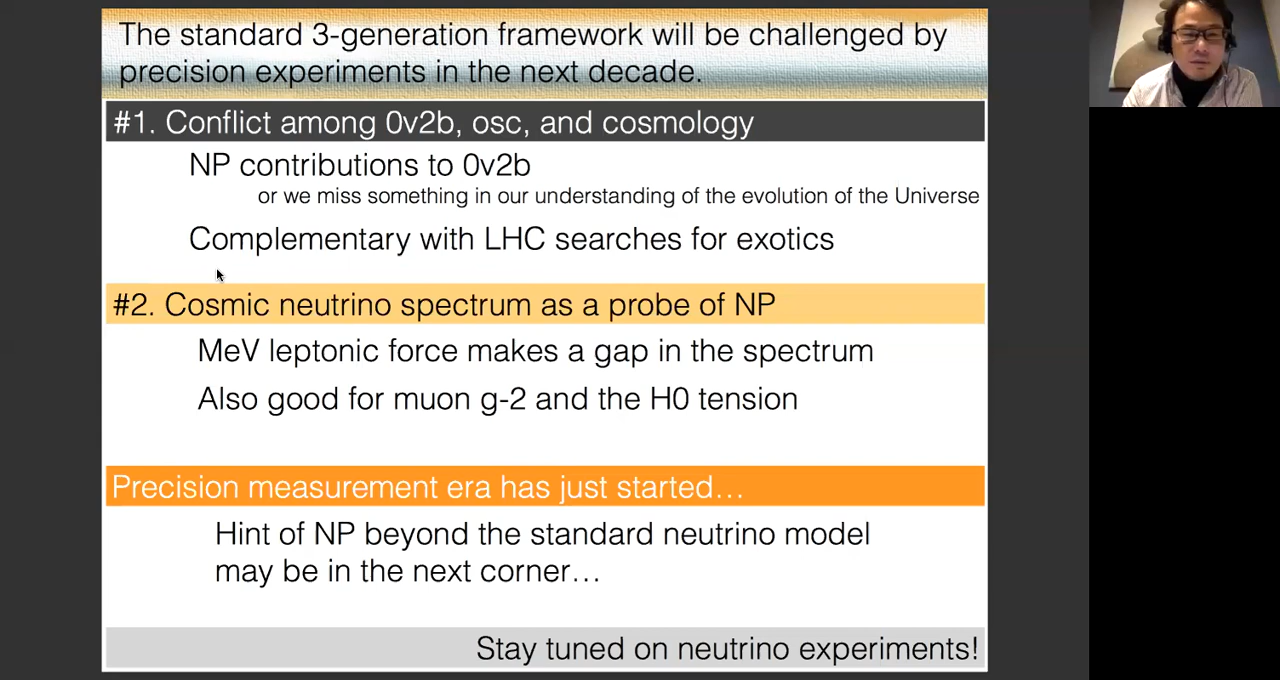 The standard 3-generation framework will be challenged by
precision experiments in the next decade.
#1. Conflict among 0v2b, osc, and cosmology
NP contributions to 0v2b
or we miss something in our understanding of the evolution of the Universe
Complementary with LHC searches for exotics
#2. Cosmic neutrino spectrum as a probe of NP
MeV leptonic force makes a gap in the spectrum
Also good for muon g-2 and the H0 tension
Precision measurement era has just started…
Hint of NP beyond the standard neutrino model
may be in the next corner…
Stay tuned on neutrino experiments!